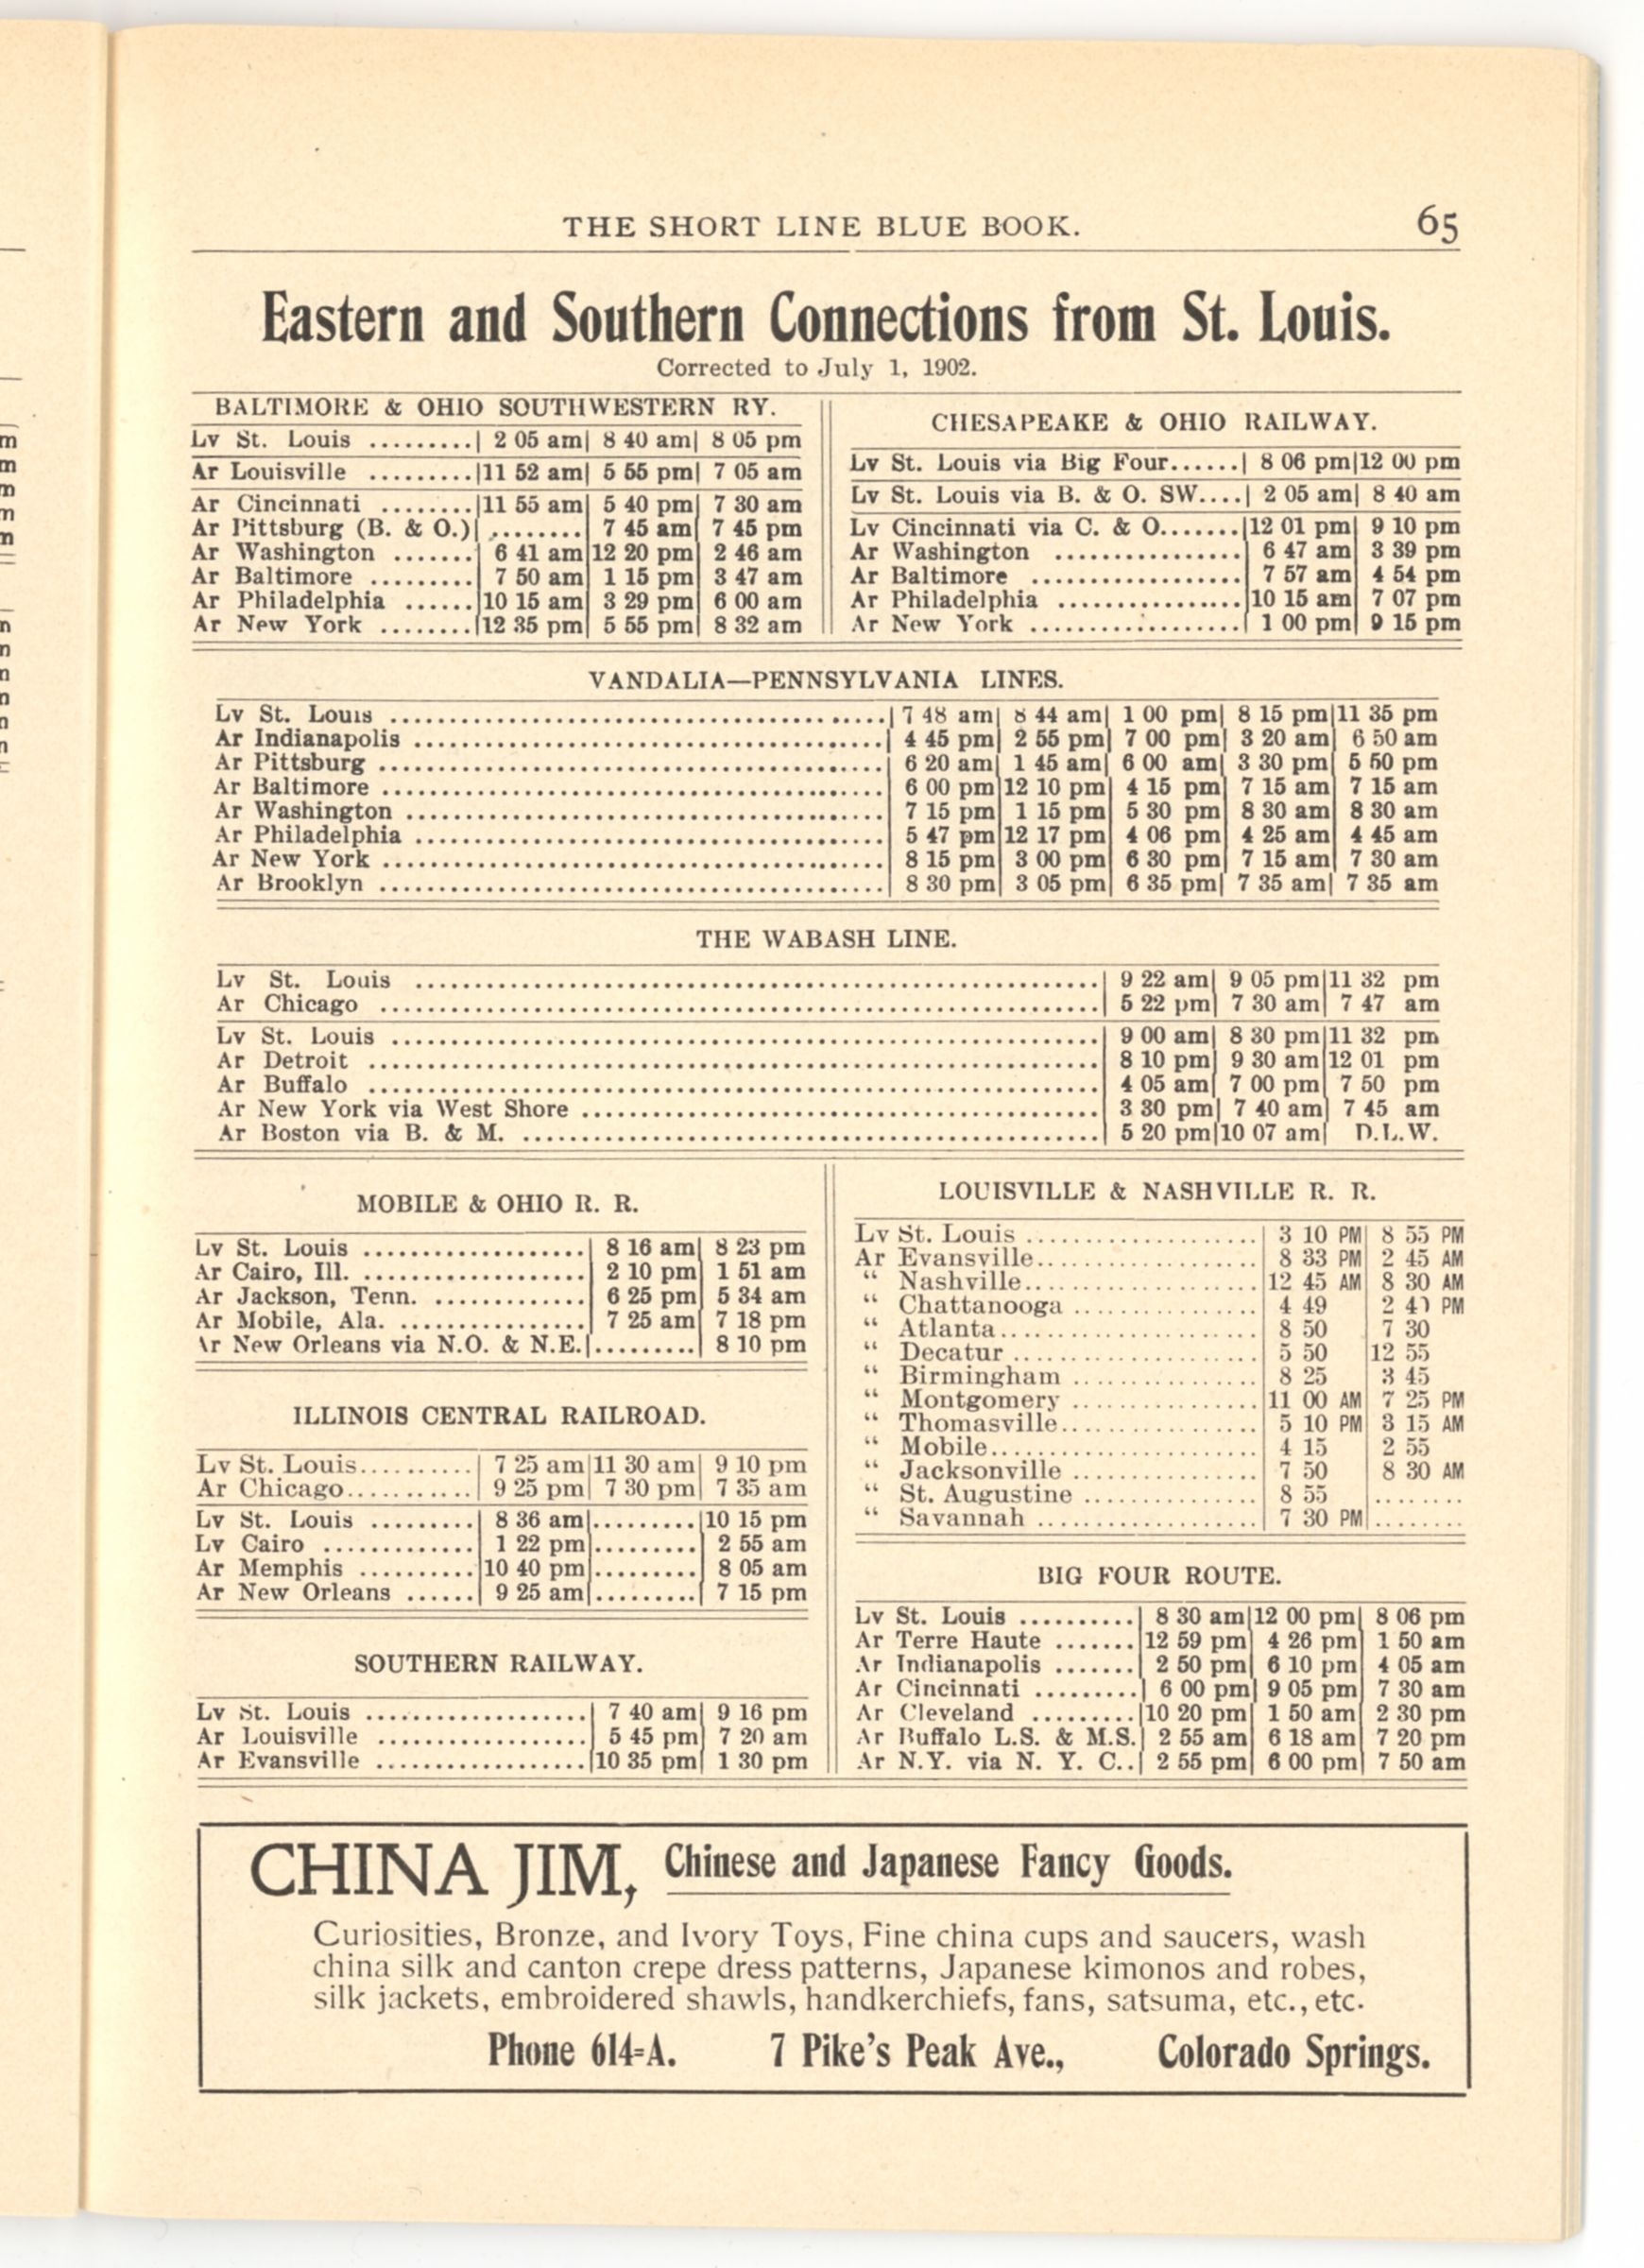 THE SHORT LINE BLUE BOOK. 65
Eastern and Southern Connections from St. Louis.
Corrected to July 1, 1902.
BALTIMORE & OHIO SOUTHWESTERN RY.
Lv St. Louis .........| 2 05 am| 8 40 am| 8 05 pm
Ar Louisville .........|11 52 am| 5 55 pm| 7 05 am
Ar Cincinnati ........|11 55 am| 5 40 pm| 7 30 am
Ar Pittsburg (B. & O.)|.........| 7 45 am| 7 45 pm
Ar Washington .......| 6 41 am|12 20 pm| 2 46 am
Ar Baltimore .........| 7 50 am| 1 15 pm| 3 47 am
Ar Philadelphia ......|10 15 am| 3 29 pm| 6 00 am
Ar New York ........|12 35 pm| 5 55 pm| 8 32 am
CHESAPEAKE & OHIO RAILWAY.
Lv St. Louis via Big Four......| 8 06 pm|12 00 pm
Lv St. Louis via B. & O. SW....| 2 05 am| 8 40 am
Lv Cincinnati via C. & O.......|12 01 pm| 9 10 pm
Ar Washington ................| 6 47 am| 3 39 pm
Ar Baltimore ..................| 7 57 am| 4 54 pm
Ar Philadelphia ................|10 15 am| 7 07 pm
Ar New York ..................| 1 00 pm| 9 15 pm
VANDALIA—PENNSYLVANIA LINES.
Lv St. Louis ..........| 7 48 am| 8 44 am| 1 00 pm| 8 15 pm|11 35 pm
Ar Indianapolis ..........| 4 45 pm| 2 55 pm| 7 00 pm| 3 20 am| 6 50 am
Ar Pittsburg ..........| 6 20 am| 1 45 am| 6 00 am| 3 30 pm| 5 50 pm
Ar Baltimore ..........| 6 00 pm|12 10 pm| 4 15 pm| 7 15 am| 7 15 am
Ar Washington ..........| 7 15 pm| 1 15 pm| 5 30 pm| 8 30 am| 8 30 am
Ar Philadelphia ..........| 5 47 pm|12 17 pm| 4 06 pm| 4 25 am| 4 45 am
Ar New York ..........| 8 15 pm| 3 00 pm| 6 30 pm| 7 15 am| 7 30 am
Ar Brooklyn ..........| 8 30 pm| 3 05 pm| 6 35 pm| 7 35 am| 7 35 am
THE WABASH LINE.
Lv St. Louis ..........| 9 22 am| 9 05 pm|11 32 pm
Ar Chicago ..........| 5 22 pm| 7 30 am| 7 47 am
Lv St. Louis ..........| 9 00 am| 8 30 pm|11 32 pm
Ar Detroit ..........| 8 10 pm| 9 30 am|12 01 pm
Ar Buffalo ..........| 4 05 am| 7 00 pm| 7 50 pm
Ar New York via West Shore ..........| 3 30 pm| 7 40 am| 7 45 am
Ar Boston via B. & M. ..........| 5 20 pm|10 07 am| D.L.W.
MOBILE & OHIO R. R.
Lv St. Louis ...................| 8 16 am| 8 23 pm
Ar Cairo, Ill. ...................| 2 10 pm| 1 51 am
Ar Jackson, Tenn. .............| 6 25 pm| 5 34 am
Ar Mobile, Ala. ................| 7 25 am| 7 18 pm
Ar New Orleans via N.O. & N.E.|.........| 8 10 pm
ILLINOIS CENTRAL RAILROAD.
Lv St. Louis..........| 7 25 am|11 30 am| 9 10 pm
Ar Chicago...........| 9 25 pm| 7 30 pm| 7 35 am
Lv St. Louis .........| 8 36 am|.........|10 15 pm
Lv Cairo .............| 1 22 pm|.........| 2 55 am
Ar Memphis ..........|10 40 pm|.........| 8 05 am
Ar New Orleans ......| 9 25 am|.........| 7 15 pm
SOUTHERN RAILWAY.
Lv St. Louis ...................| 7 40 am| 9 16 pm
Ar Louisville ..................| 5 45 pm| 7 20 am
Ar Evansville ..................|10 35 pm| 1 30 pm
LOUISVILLE & NASHVILLE R. R.
Lv St. Louis .....................| 3 10 PM| 8 55 PM
Ar Evansville....................| 8 33 PM| 2 45 AM
“ Nashville.....................|12 45 AM| 8 30 AM
“ Chattanooga ................| 4 49 | PM
“ Atlanta.......................| 8 50 | 7 30
“ Decatur ......................| 5 50 |12 55
“ Birmingham ................| 8 25 | 3 45
“ Montgomery ................|11 00 AM| 7 25 PM
“ Thomasville.................| 5 10 PM| 3 15 AM
“ Mobile........................| 4 15 | 2 55
“ Jacksonville ................| 7 50 | 8 30 AM
“ St. Augustine ...............| 8 55 |........
“ Savannah ...................| 7 30 PM|........
BIG FOUR ROUTE.
Lv St. Louis ..........| 8 30 am|12 00 pm| 8 06 pm
Ar Terre Haute .......|12 59 pm| 4 26 pm| 1 50 am
Ar Indianapolis .......| 2 50 pm| 6 10 pm| 4 05 am
Ar Cincinnati .........| 6 00 pm| 9 05 pm| 7 30 am
Ar Cleveland .........|10 20 pm| 1 50 am| 2 30 pm
Ar Buffalo L.S. & M.S.| 2 55 am| 6 18 am| 7 20 pm
Ar N.Y. via N. Y. C..| 2 55 pm| 6 00 pm| 7 50 am
CHINA JIM, Chinese and Japanese Fancy Goods.
Curiosities, Bronze, and Ivory Toys, Fine china cups and saucers, wash
china silk and canton crepe dress patterns, Japanese kimonos and robes,
silk jackets, embroidered shawls, handkerchiefs, fans, satsuma, etc., etc.
Phone 614=A. 7 Pike's Peak Ave., Colorado Springs.